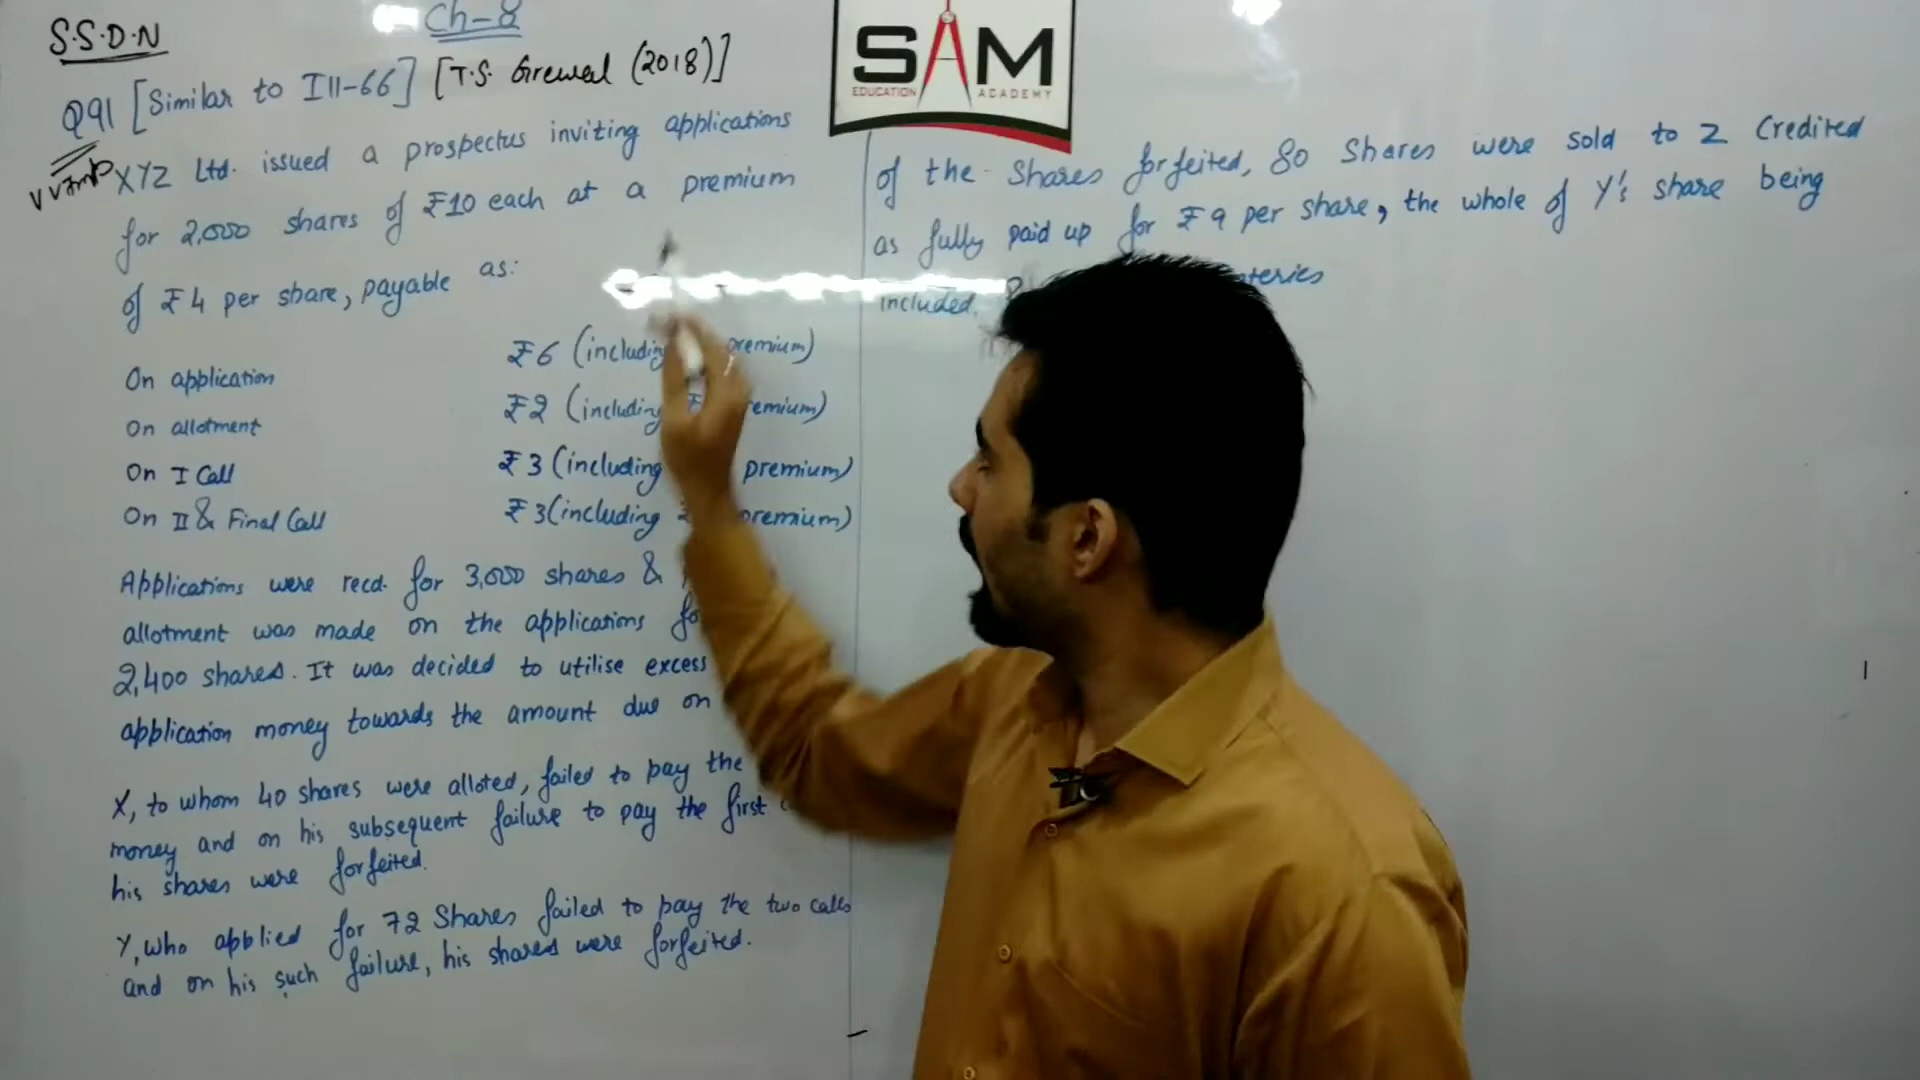 S.S.D.N
Ch-8
Q91 [Similar to Ill-66] [T.S. Grewal (2018)]
VVImp
XYZ Ltd. issued a prospectus inviting applications
for 2,000 shares of ₹10 each at a premium
of ₹4 per share, payable as:
On application ₹6 (including premium)
On allotment ₹2 (including premium)
On I Call ₹3 (including premium)
On II & Final Call ₹3 (including premium)
Applications were recd. for 3,000 shares &
allotment was made on the applications
2,400 shares. It was decided to utilise excess
application money towards the amount due on
X, to whom 40 shares were alloted, failed to pay the
money and on his subsequent failure to pay the first
his shares were forfeited.
Y, who applied for 72 Shares failed to pay the two calls
and on his such failure, his shares were forfeited.
SAM
EDUCATION ACADEMY
of the Shares forfeited, 80 Shares were sold to Z Credited
as fully paid up for ₹9 per share, the whole of Y's share being
included.